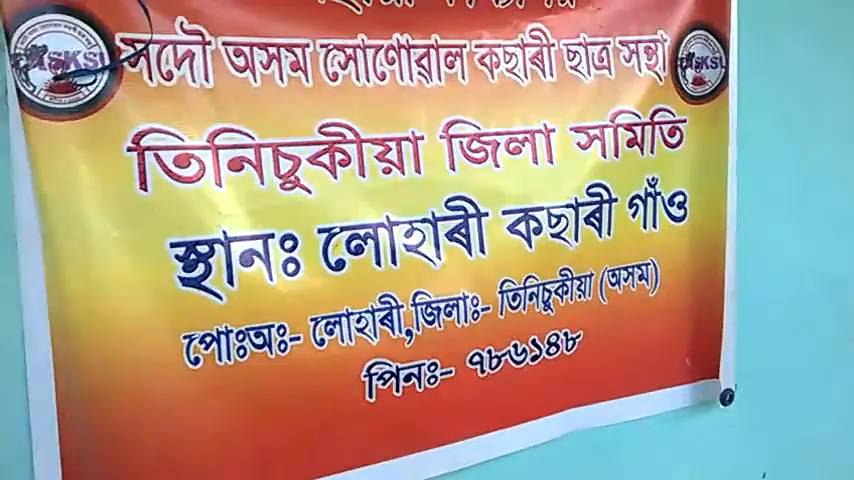 সদৌ অসম সোণোৱাল কছাৰী ছাত্ৰ সন্থা
তিনিচুকীয়া জিলা সমিতি
স্থানঃ লোহাৰী কছাৰী গাঁও
পোঃঅঃ- লোহাৰী,জিলাঃ- তিনিচুকীয়া (অসম)
পিনঃ- ৭৮৬১৪৮